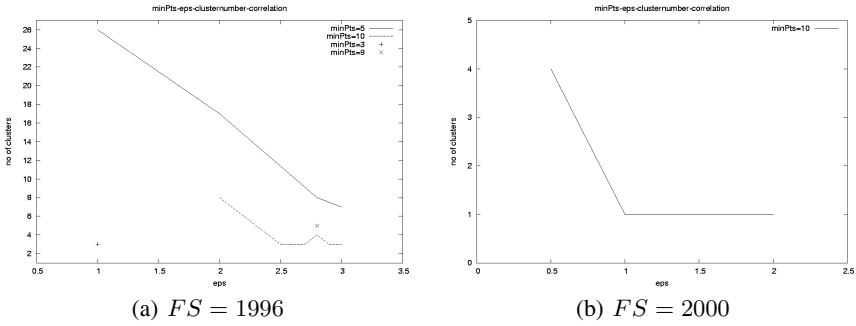 minPts-eps-clusternumber-correlation
minPts=5
minPts=10
minPts=3
minPts=9
no of clusters
26
24
22
20
18
16
14
12
10
8
6
4
2
0.5 1 1.5 2 2.5 3 3.5
eps
(a) FS = 1996
minPts-eps-clusternumber-correlation
minPts=10
no of clusters
5
4
3
2
1
0
0 0.5 1 1.5 2 2.5
eps
(b) FS = 2000